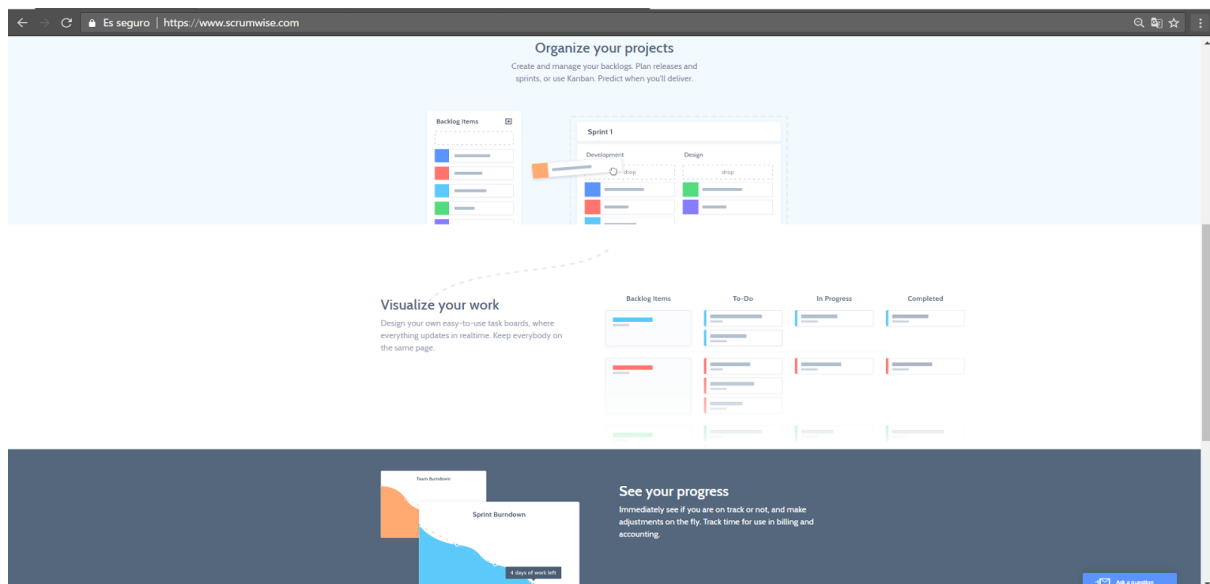 Es seguro | https://www.scrumwise.com
Organize your projects
Create and manage your backlogs. Plan releases and
sprints, or use Kanban. Predict when you'll deliver.
Backlog Items
Sprint 1
Development Design
drop drop
Visualize your work
Design your own easy-to-use task boards, where
everything updates in realtime. Keep everybody on
the same page.
Backlog Items To-Do In Progress Completed
Team Burndown
Sprint Burndown
4 days of work left
See your progress
Immediately see if you are on track or not, and make
adjustments on the fly. Track time for use in billing and
accounting.
Ask a question